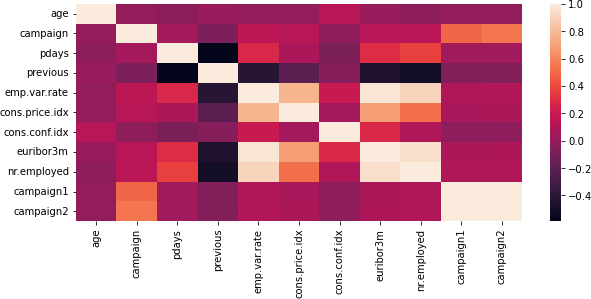 age
campaign
pdays
previous
emp.var.rate
cons.price.idx
cons.conf.idx
euribor3m
nr.employed
campaign1
campaign2
age
campaign
pdays
previous
emp.var.rate
cons.price.idx
cons.conf.idx
euribor3m
nr.employed
campaign1
campaign2
1.0
0.8
0.6
0.4
0.2
0.0
−0.2
−0.4